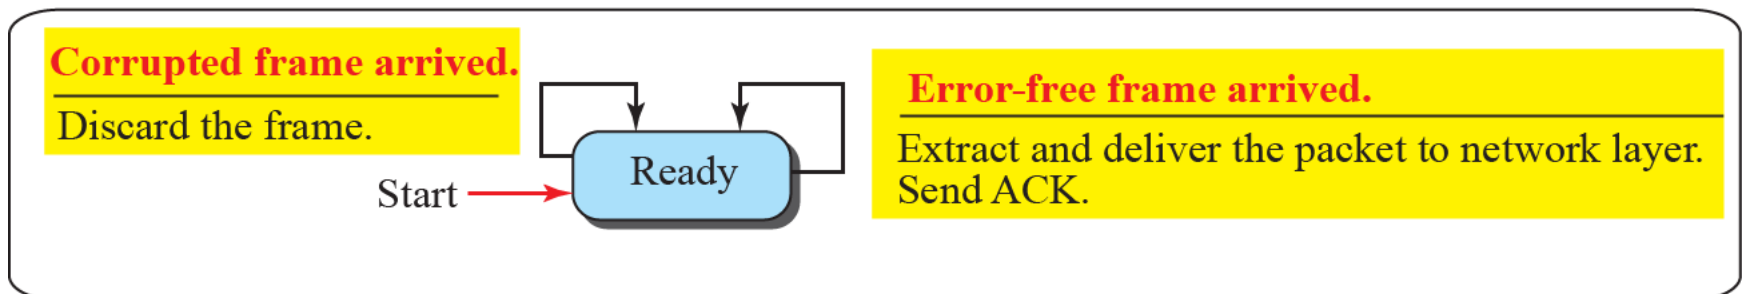 Corrupted frame arrived.
Discard the frame.
Start
Ready
Error-free frame arrived.
Extract and deliver the packet to network layer.
Send ACK.